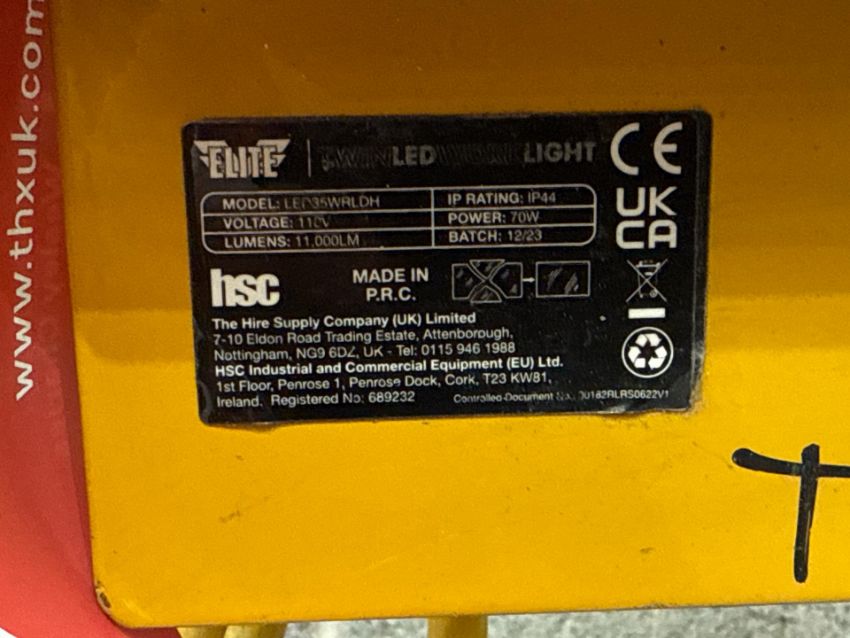 www.thxuk.com
ELITE
TWIN LED WORK LIGHT
MODEL: LED35WRLDH
IP RATING: IP44
VOLTAGE: 110V
POWER: 70W
LUMENS: 11,000LM
BATCH: 12/23
CE
UK
CA
hsc
MADE IN
P.R.C.
The Hire Supply Company (UK) Limited
7-10 Eldon Road Trading Estate, Attenborough,
Nottingham, NG9 6DZ, UK - Tel: 0115 946 1988
HSC Industrial and Commercial Equipment (EU) Ltd.
1st Floor, Penrose 1, Penrose Dock, Cork, T23 KW81,
Ireland. Registered No: 689232
Controlled Document No.:
T